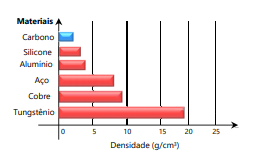 Materiais
Carbono
Silicone
Alumínio
Aço
Cobre
Tungstênio
0 5 10 15 20 25
Densidade (g/cm³)